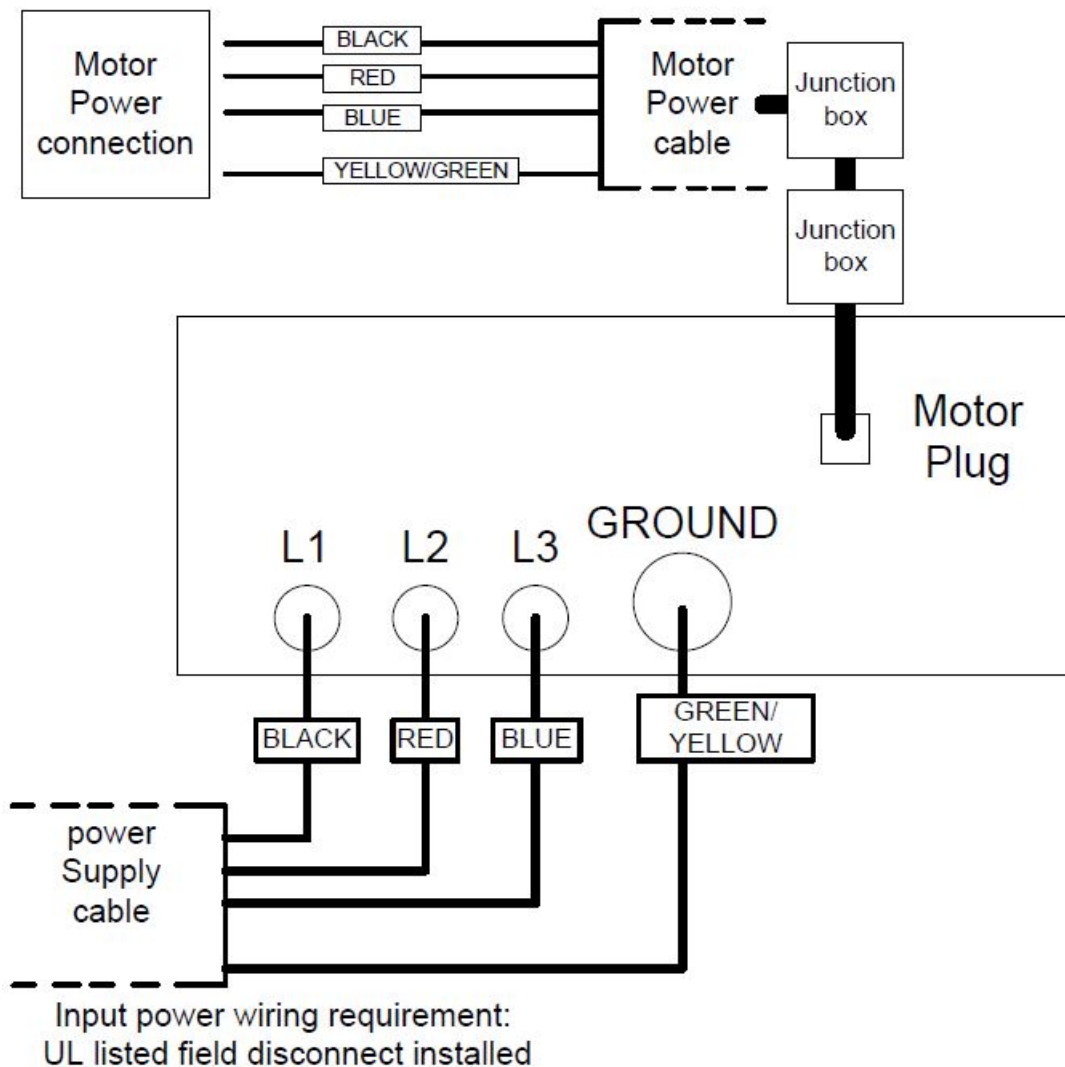 Motor
Power
connection
BLACK
RED
BLUE
YELLOW/GREEN
Motor
Power
cable
Junction
box
Junction
box
Motor
Plug
L1
L2
L3
GROUND
BLACK
RED
BLUE
GREEN/
YELLOW
power
Supply
cable
Input power wiring requirement:
UL listed field disconnect installed